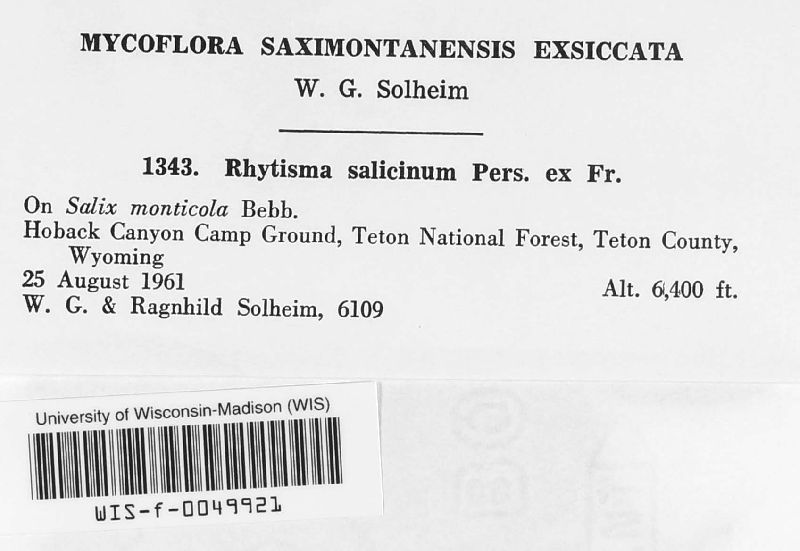 MYCOFLORA SAXIMONTANENSIS EXSICCATA
W. G. Solheim
1343. Rhytisma salicinum Pers. ex Fr.
On Salix monticola Bebb.
Hoback Canyon Camp Ground, Teton National Forest, Teton County,
Wyoming
25 August 1961 Alt. 6,400 ft.
W. G. & Ragnhild Solheim, 6109
University of Wisconsin-Madison (WIS)
WIS-f-0049921